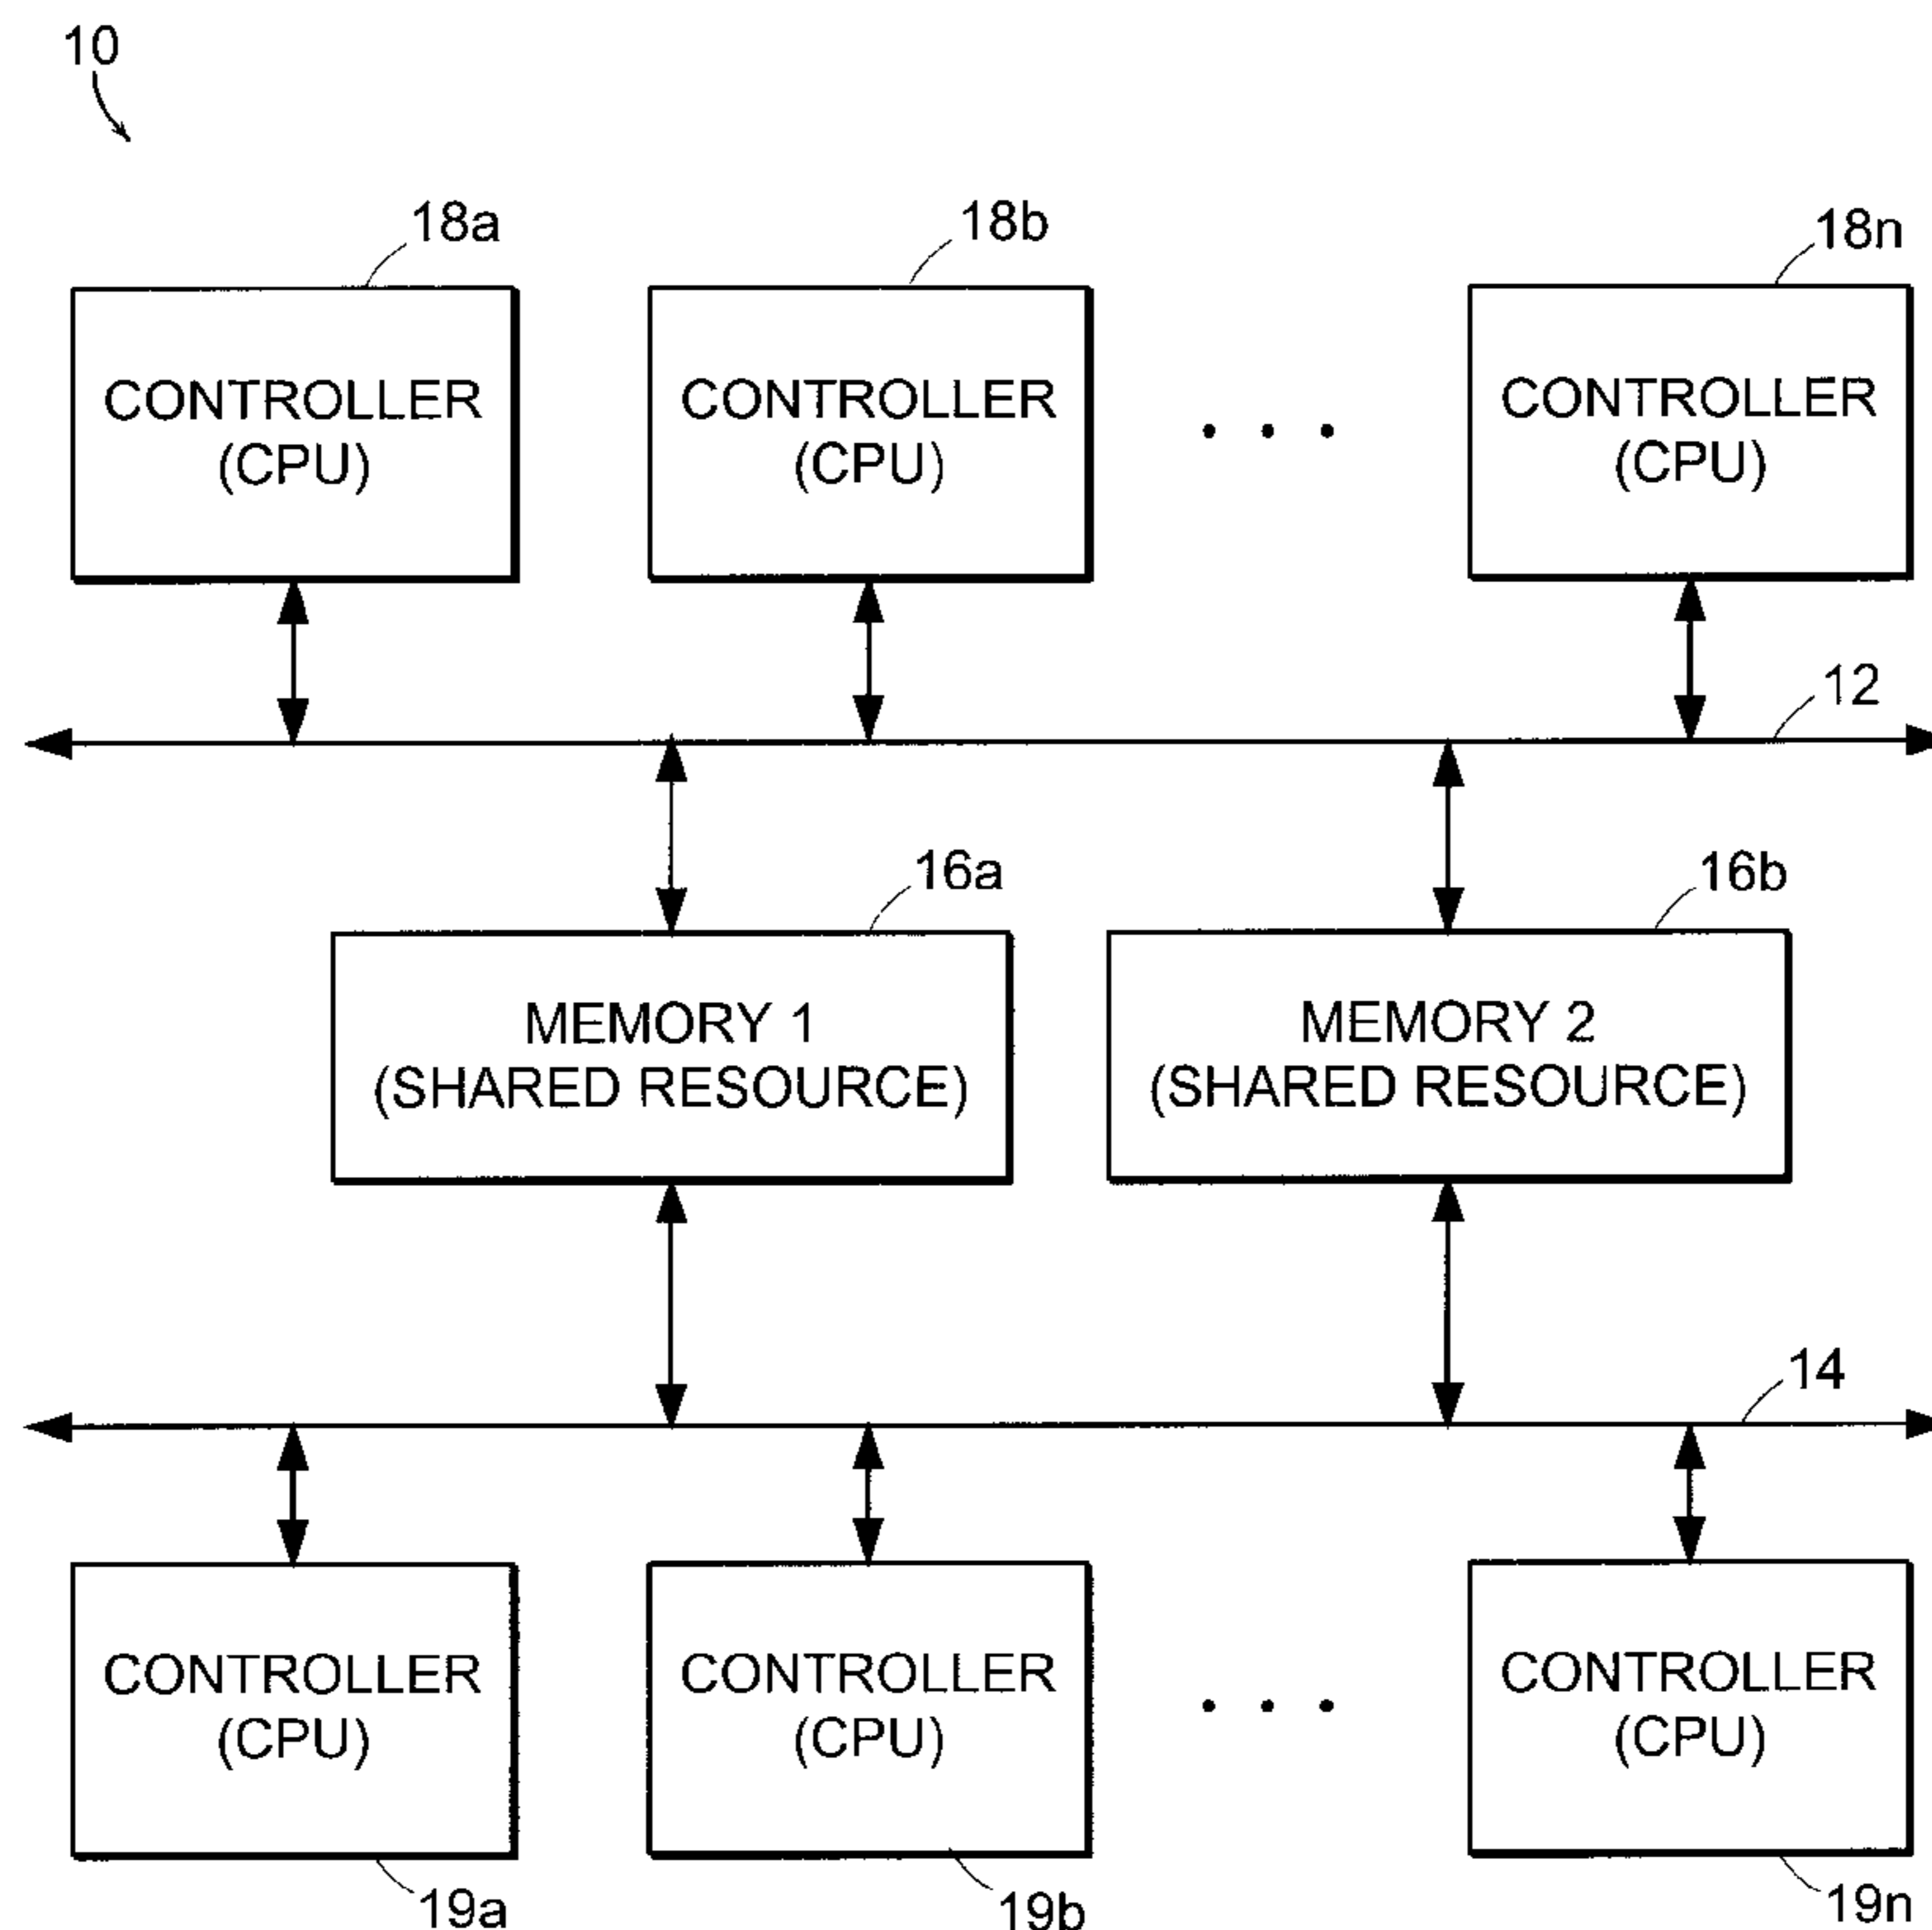 10
18a
18b
18n
CONTROLLER
(CPU)
CONTROLLER
(CPU)
CONTROLLER
(CPU)
12
16a
16b
MEMORY 1
(SHARED RESOURCE)
MEMORY 2
(SHARED RESOURCE)
14
CONTROLLER
(CPU)
CONTROLLER
(CPU)
CONTROLLER
(CPU)
19a
19b
19n